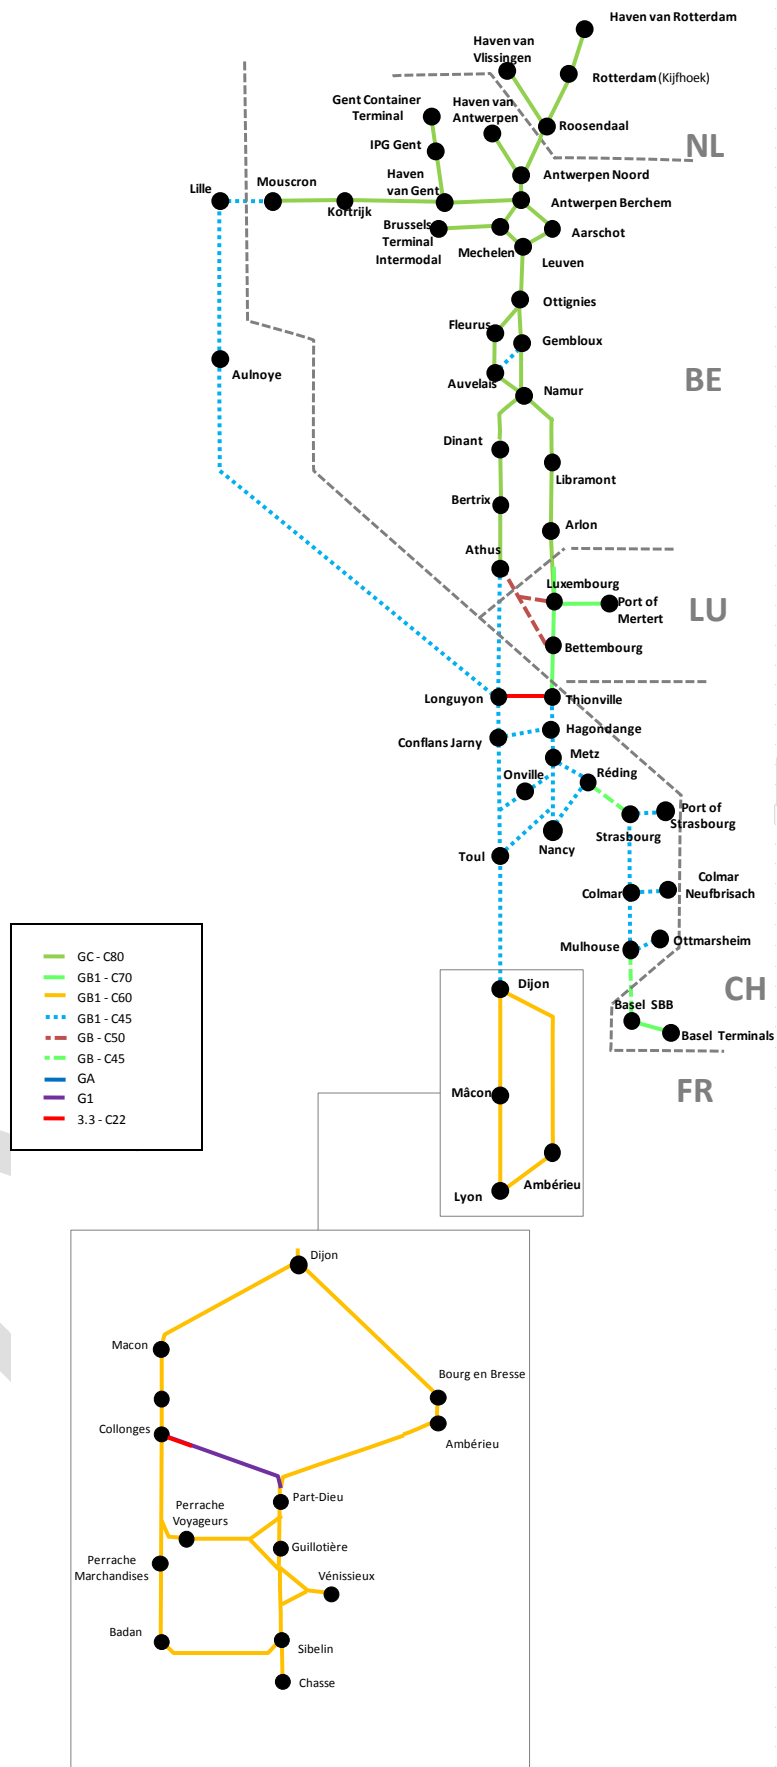 Haven van Rotterdam
Haven van
Vlissingen
Rotterdam (Kijfhoek)
Gent Container
Terminal
Haven van
Antwerpen
Roosendaal
NL
IPG Gent
Haven
van Gent
Antwerpen Noord
Lille
Mouscron
Kortrijk
Antwerpen Berchem
Brussels
Terminal
Intermodal
Mechelen
Aarschot
Leuven
Ottignies
Fleurus
Gembloux
Aulnoye
BE
Auvelais
Namur
Dinant
Libramont
Bertrix
Arlon
Athus
Luxembourg
Port of
Mertert
LU
Bettembourg
Longuyon
Thionville
Conflans Jarny
Hagondange
Metz
Onville
Réding
Port of
Strasbourg
Strasbourg
Nancy
Toul
Colmar
Colmar
Neufbrisach
Mulhouse
Ottmarsheim
GC - C80
GB1 - C70
GB1 - C60
GB1 - C45
GB - C50
GB - C45
GA
G1
3.3 - C22
Dijon
CH
Basel SBB
Basel Terminals
FR
Mâcon
Ambérieu
Lyon
Dijon
Macon
Bourg en Bresse
Collonges
Ambérieu
Part-Dieu
Perrache
Voyageurs
Guillotière
Perrache
Marchandises
Vénissieux
Badan
Sibelin
Chasse